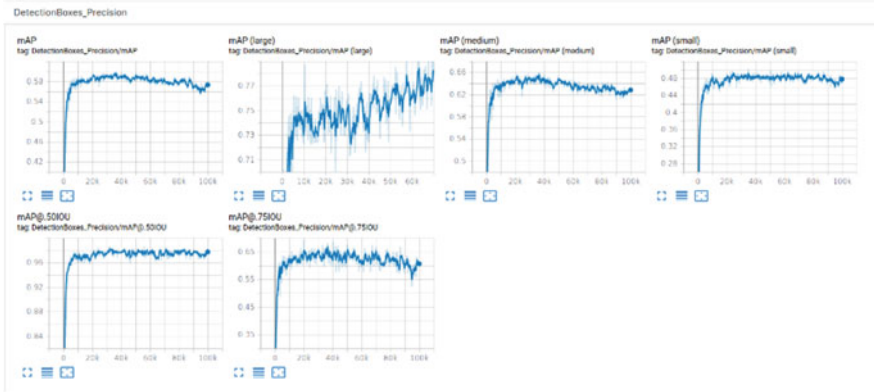 DetectionBoxes_Precision
mAP
tag: DetectionBoxes_Precision/mAP
mAP (large)
tag: DetectionBoxes_Precision/mAP (large)
mAP (medium)
tag: DetectionBoxes_Precision/mAP (medium)
mAP (small)
tag: DetectionBoxes_Precision/mAP (small)
0.54
0.5
0.46
0.42
0 20k 40k 60k 80k 100k
0.77
0.75
0.73
0.71
0 10k 20k 30k 40k 50k 60k
0.66
0.62
0.58
0.54
0.5
0 20k 40k 60k 80k 100k
0.44
0.4
0.36
0.32
0.28
0 20k 40k 60k 80k 100k
mAP@.50IOU
tag: DetectionBoxes_Precision/mAP@.50IOU
mAP@.75IOU
tag: DetectionBoxes_Precision/mAP@.75IOU
0.96
0.92
0.88
0.84
0 20k 40k 60k 80k 100k
0.65
0.55
0.45
0.35
0 20k 40k 60k 80k 100k